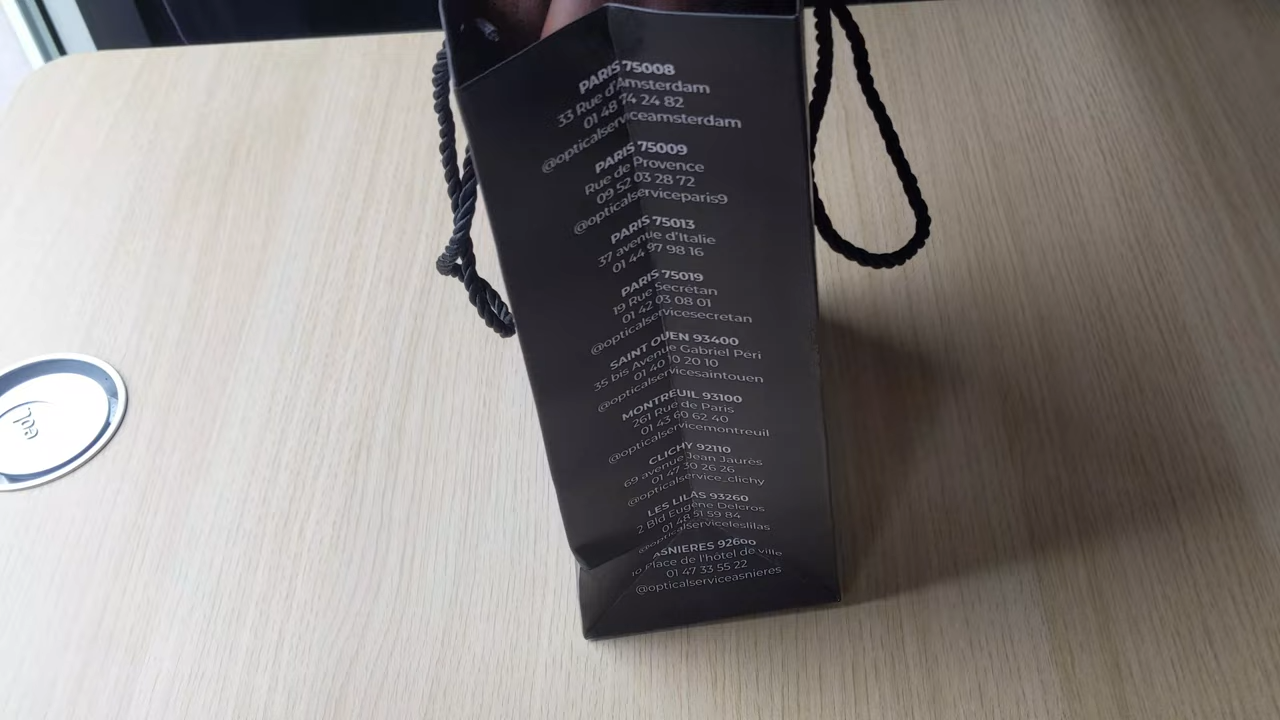 PARIS 75008
33 Rue d'Amsterdam
01 48 74 24 82
@opticalserviceamsterdam
PARIS 75009
Rue de Provence
09 52 03 28 72
@opticalserviceparis9
PARIS 75013
37 avenue d'Italie
01 44 97 98 16
PARIS 75019
19 Rue Secrétan
01 42 03 08 01
@opticalservicesecretan
SAINT OUEN 93400
35 bis Avenue Gabriel Péri
01 40 10 20 10
@opticalservicesaintouen
MONTREUIL 93100
261 Rue de Paris
01 43 60 62 40
@opticalservicemontreuil
CLICHY 92110
69 avenue Jean Jaurès
01 47 30 26 26
@opticalservice_clichy
LES LILAS 93260
2 Bld Eugène Delcros
01 48 51 59 84
@opticalserviceleslilas
ASNIERES 92600
10 Place de l'hôtel de ville
01 47 33 55 22
@opticalserviceasnieres